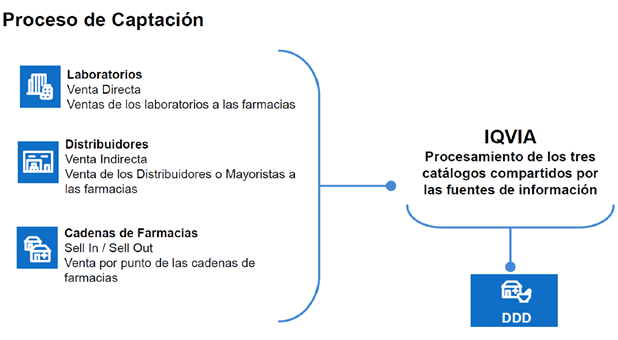 Proceso de Captación
Laboratorios
Venta Directa
Ventas de los laboratorios a las farmacias
Distribuidores
Venta Indirecta
Venta de los Distribuidores o Mayoristas a
las farmacias
Cadenas de Farmacias
Sell In / Sell Out
Venta por punto de las cadenas de
farmacias
IQVIA
Procesamiento de los tres
catálogos compartidos por
las fuentes de información
DDD